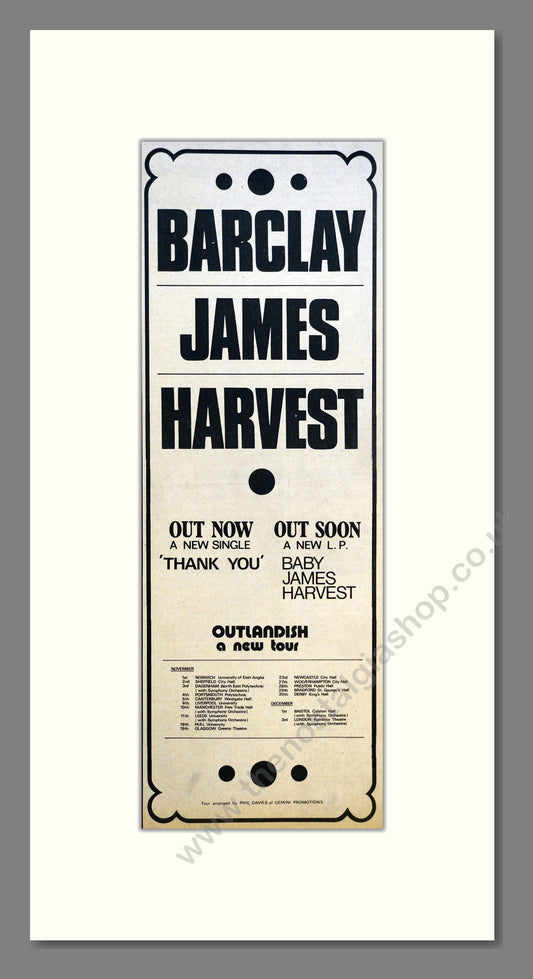 BARCLAY
JAMES
HARVEST
OUT NOW
A NEW SINGLE
'THANK YOU'
OUT SOON
A NEW L.P.
BABY
JAMES
HARVEST
OUTLANDISH
a new tour
NOVEMBER
1st NORWICH University of East Anglia
2nd SHEFFIELD City Hall
3rd DAGENHAM (North East Polytechnic)
(with Symphony Orchestra)
4th PORTSMOUTH Polytechnic
5th CANTERBURY Westgate Hall
8th LIVERPOOL University
10th MANCHESTER Free Trade Hall
(with Symphony Orchestra)
11th LEEDS University
(with Symphony Orchestra)
18th HULL University
19th GLASGOW Greens Theatre
23rd NEWCASTLE City Hall
27th WOLVERHAMPTON City Hall
28th PRESTON Public Hall
29th BRADFORD St. George's Hall
30th DERBY King's Hall
DECEMBER
1st BRISTOL Colston Hall
(with Symphony Orchestra)
3rd LONDON Rainbow Theatre
(with Symphony Orchestra)
Tour arranged by PHIL DAVIES of GEMINI PROMOTIONS.
www.thenostalgiashop.co.uk